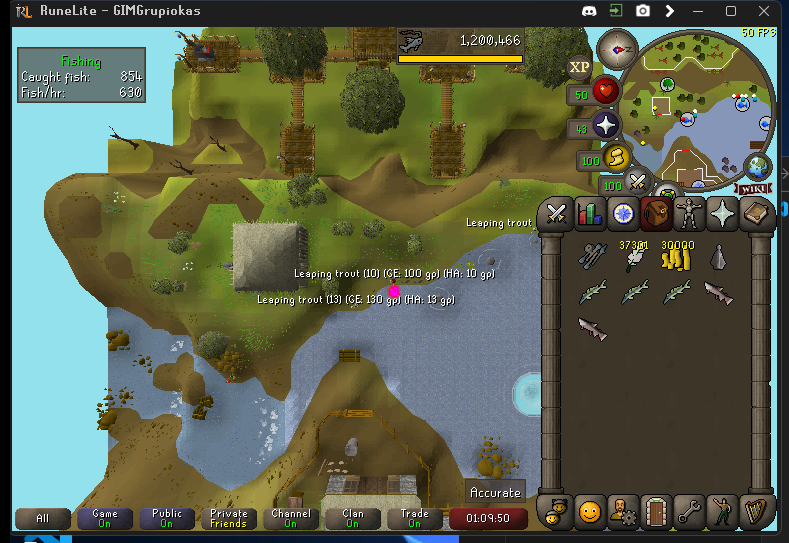 RuneLite - GIMGrupiokas
50 FPS
1,200,466
Fishing
Caught fish: 854
Fish/hr: 630
XP
50
43
100
100
WIKI
Leaping trout
37301
30000
Leaping trout (10) (GE: 100 gp) (HA: 10 gp)
Leaping trout (13) (GE: 130 gp) (HA: 13 gp)
Accurate
All
Game
On
Public
On
Private
Friends
Channel
On
Clan
On
Trade
On
01:09:50